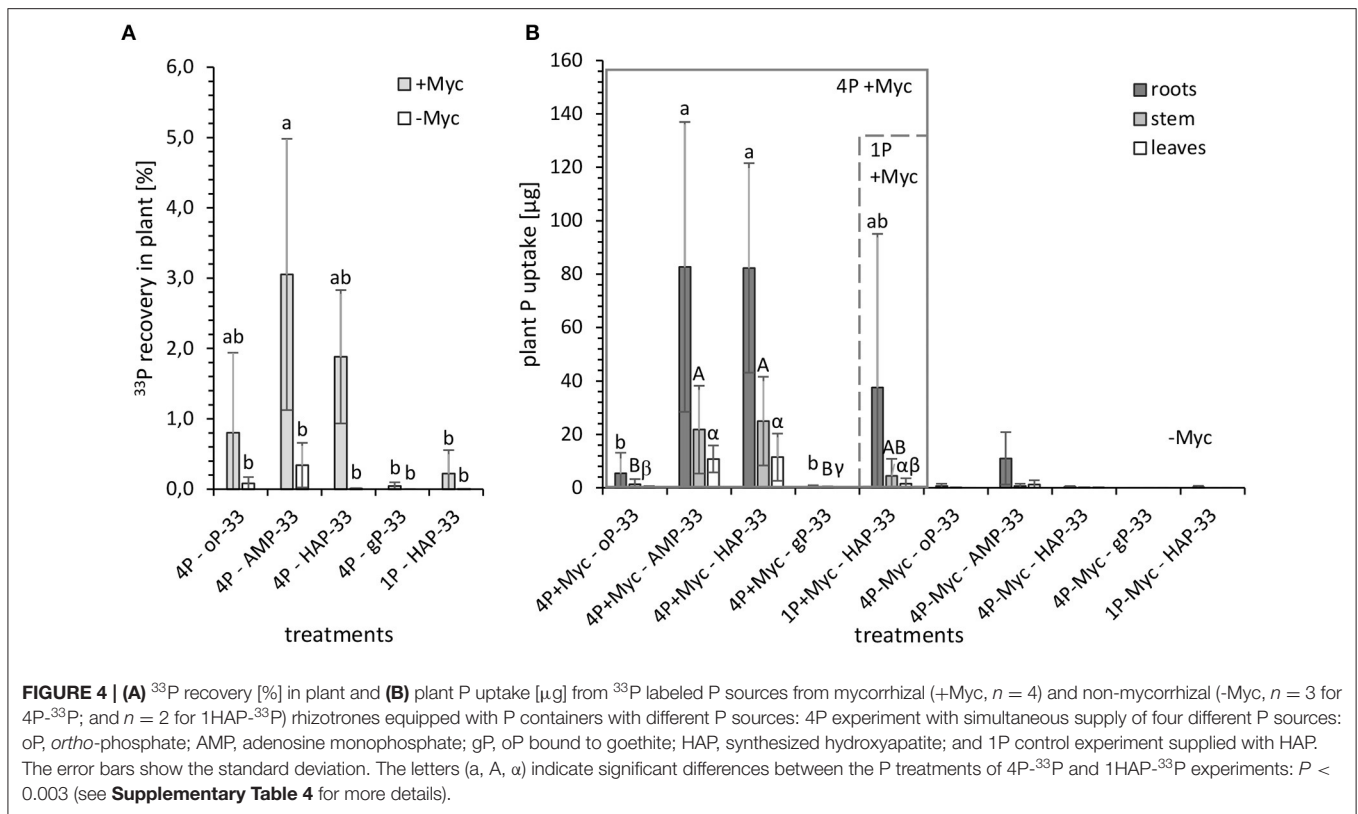 A
6,0
5,0
4,0
3,0
2,0
1,0
0,0
³³P recovery in plant [%]
+Myc
-Myc
ab
b
a
b
ab
b
b
b
b
b
4P - oP-33
4P - AMP-33
4P - HAP-33
4P - gP-33
1P - HAP-33
treatments
B
160
140
120
100
80
60
40
20
0
plant P uptake [µg]
4P +Myc
1P
+Myc
-Myc
roots
stem
leaves
b
B
β
a
A
α
a
A
α
b
B
γ
ab
AB
αβ
4P+Myc - oP-33
4P+Myc - AMP-33
4P+Myc - HAP-33
4P+Myc - gP-33
1P+Myc - HAP-33
4P-Myc - oP-33
4P-Myc - AMP-33
4P-Myc - HAP-33
4P-Myc - gP-33
1P-Myc - HAP-33
treatments
FIGURE 4 | (A) ³³P recovery [%] in plant and (B) plant P uptake [µg] from ³³P labeled P sources from mycorrhizal (+Myc, n = 4) and non-mycorrhizal (-Myc, n = 3 for
4P-³³P; and n = 2 for 1HAP-³³P) rhizotrones equipped with P containers with different P sources: 4P experiment with simultaneous supply of four different P sources:
oP, ortho-phosphate; AMP, adenosine monophosphate; gP, oP bound to goethite; HAP, synthesized hydroxyapatite; and 1P control experiment supplied with HAP.
The error bars show the standard deviation. The letters (a, A, α) indicate significant differences between the P treatments of 4P-³³P and 1HAP-³³P experiments: P <
0.003 (see Supplementary Table 4 for more details).